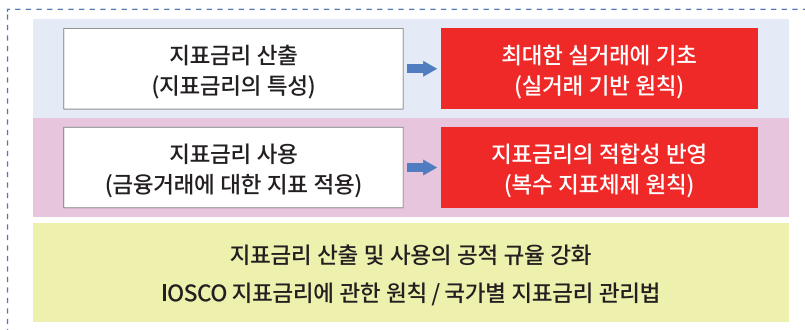 지표금리 산출
(지표금리의 특성)
최대한 실거래에 기초
(실거래 기반 원칙)
지표금리 사용
(금융거래에 대한 지표 적용)
지표금리의 적합성 반영
(복수 지표체제 원칙)
지표금리 산출 및 사용의 공적 규율 강화
IOSCO 지표금리에 관한 원칙 / 국가별 지표금리 관리법